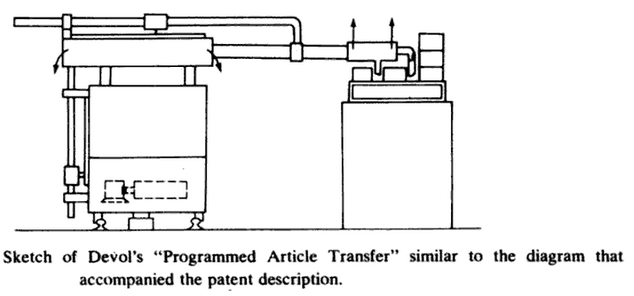 Sketch of Devol's "Programmed Article Transfer" similar to the diagram that
accompanied the patent description.